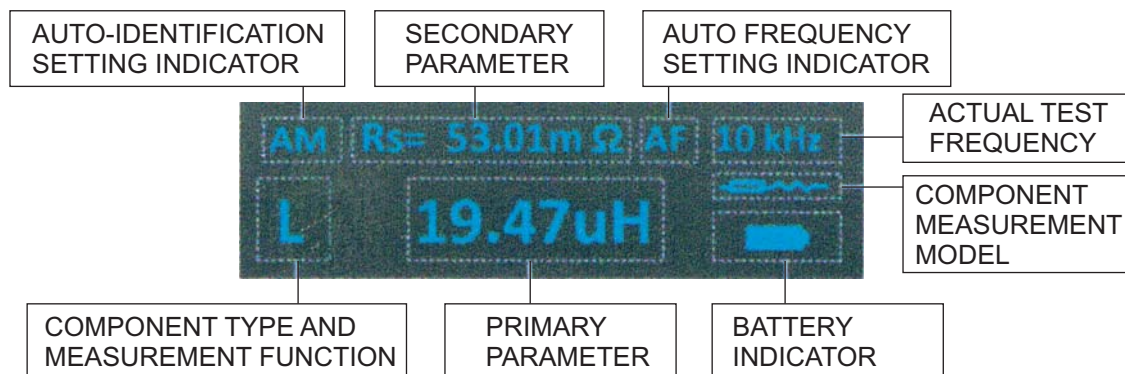 AUTO-IDENTIFICATION
SETTING INDICATOR
SECONDARY
PARAMETER
AUTO FREQUENCY
SETTING INDICATOR
ACTUAL TEST
FREQUENCY
COMPONENT
MEASUREMENT
MODEL
AM Rs= 53.01m Ω AF 10 kHz
L 19.47uH
COMPONENT TYPE AND
MEASUREMENT FUNCTION
PRIMARY
PARAMETER
BATTERY
INDICATOR